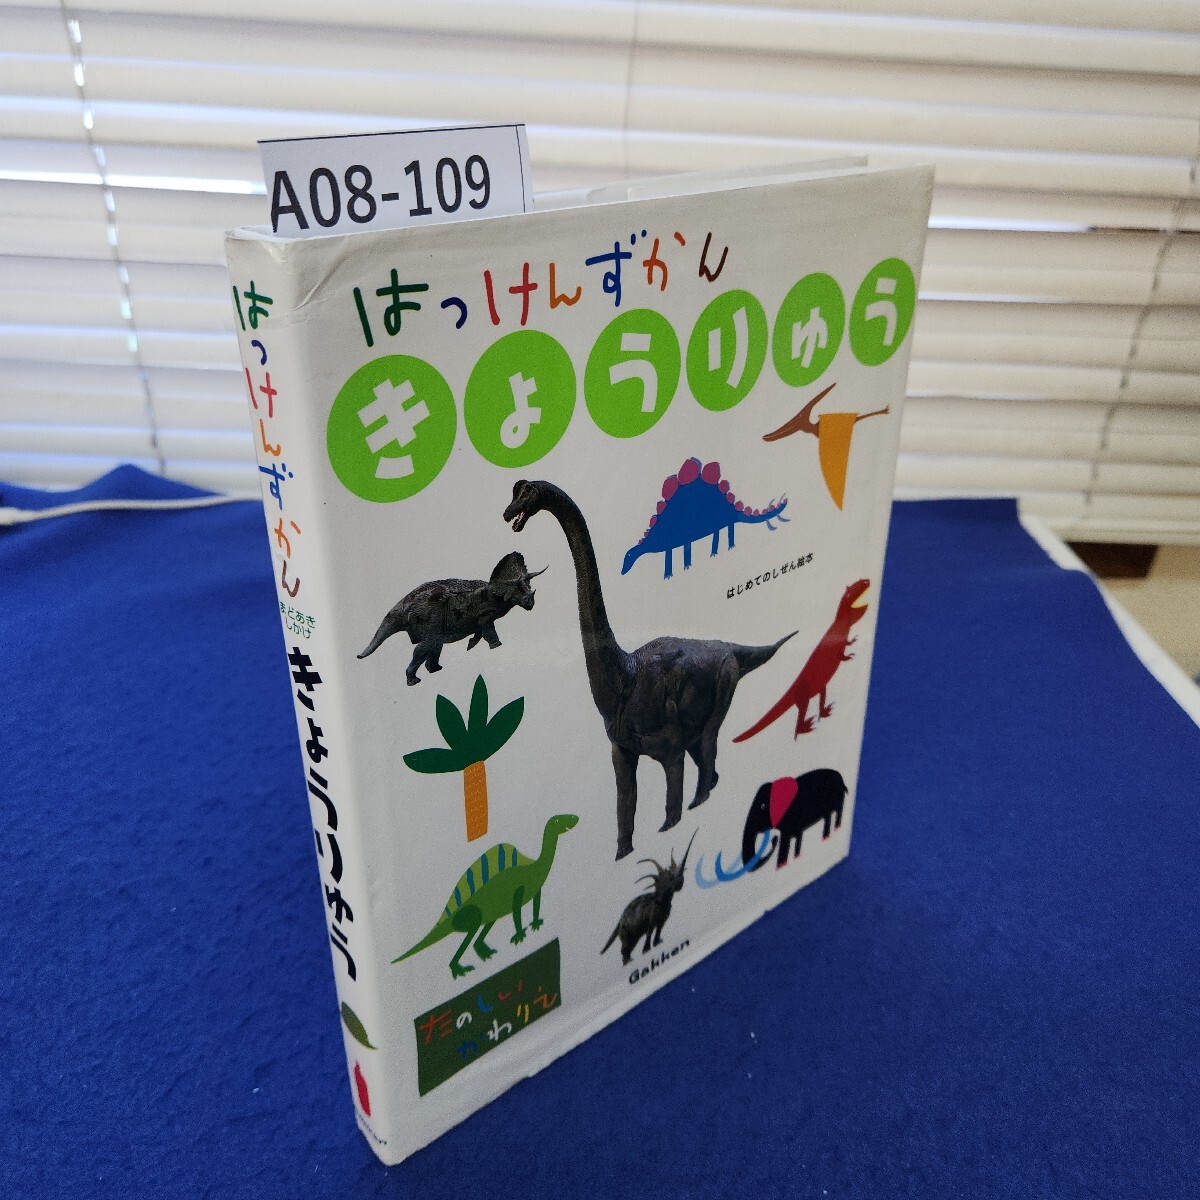 A08-109
はっけんずかん
きょうりゅう
はじめてのしぜん絵本
Gakken
たのしい
かわりえ
はっけんずかん
まどあき
しかけ
きょうりゅう